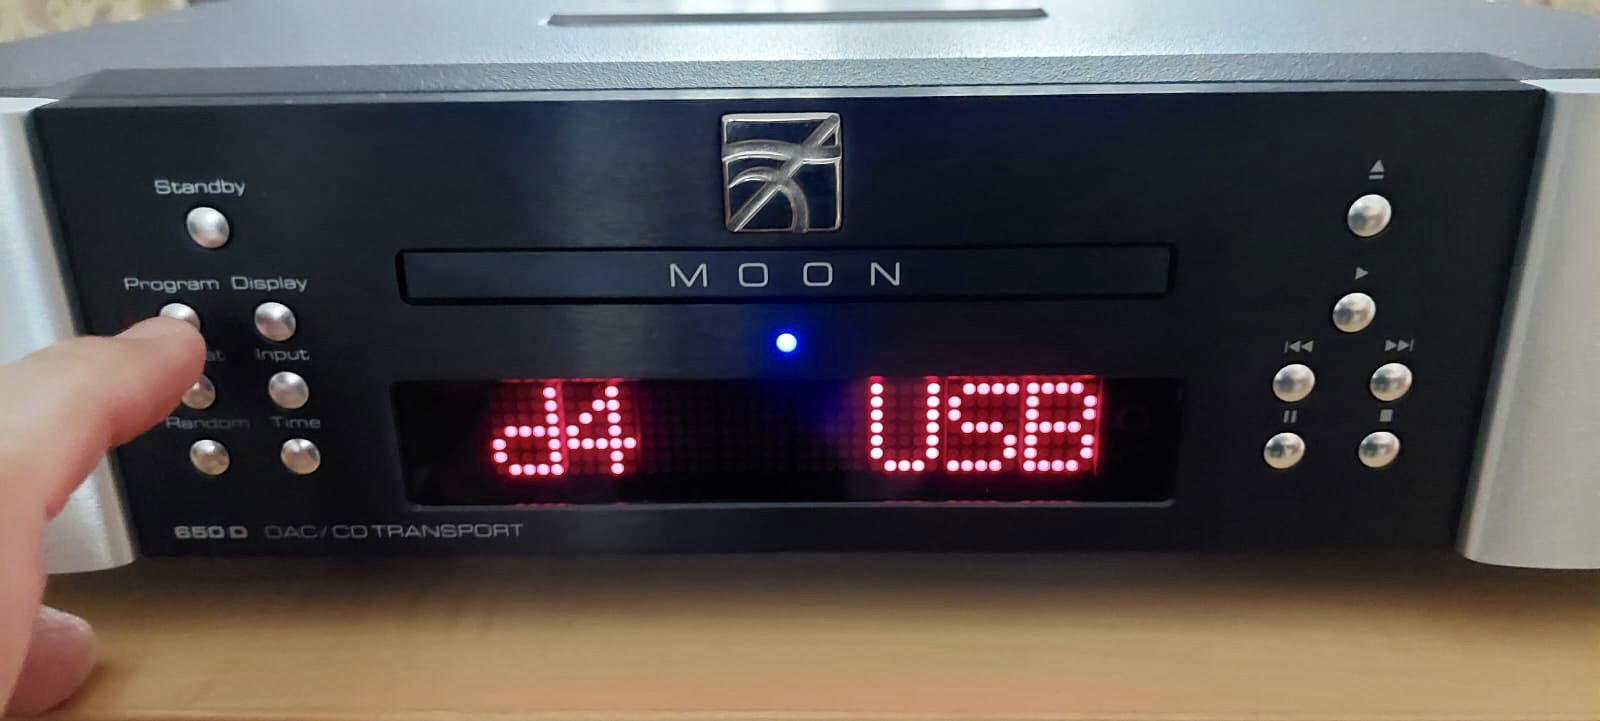 Standby
Program Display
Input
Random Time
MOON
d4 USB
650D DAC/CD TRANSPORT